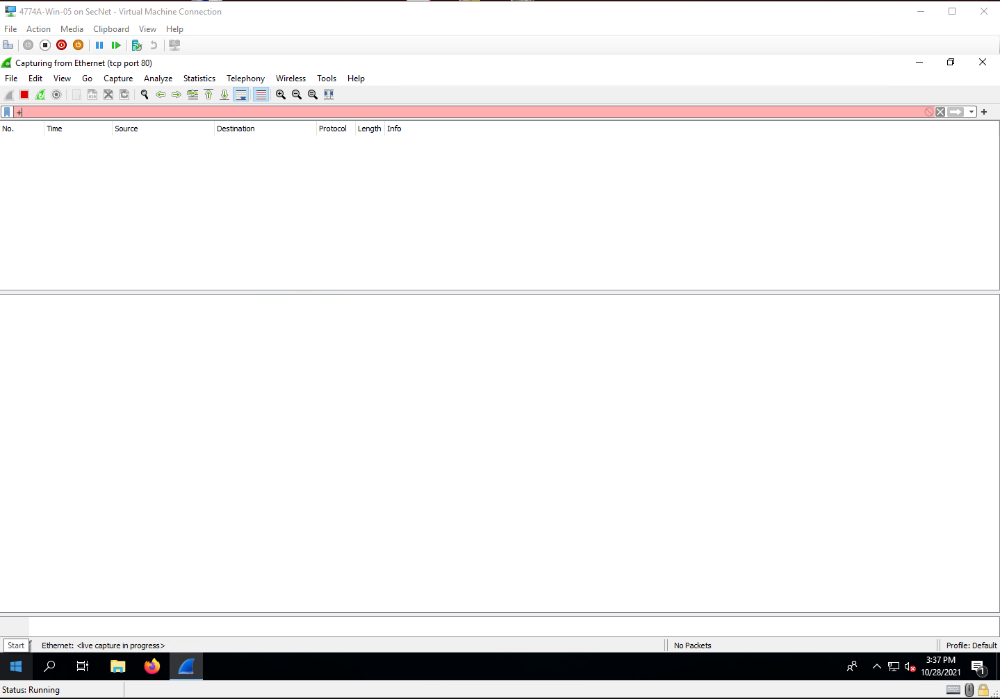 4774A-Win-05 on SecNet - Virtual Machine Connection
File Action Media Clipboard View Help
Capturing from Ethernet (tcp port 80)
File Edit View Go Capture Analyze Statistics Telephony Wireless Tools Help
+
No. Time Source Destination Protocol Length Info
Start Ethernet: <live capture in progress> No Packets Profile: Default
3:37 PM
10/28/2021
1
Status: Running